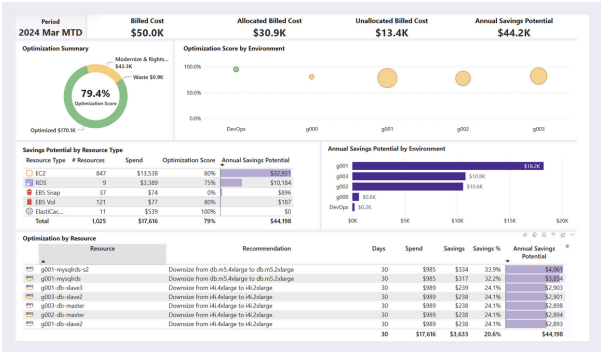 Period
2024 Mar MTD
Billed Cost
$50.0K
Allocated Billed Cost
$30.9K
Unallocated Billed Cost
$13.4K
Annual Savings Potential
$44.2K
Optimization Summary
Modernize & Rights...
$43.3K
Waste $0.9K
79.4%
Optimization Score
Optimized $170.1K
Optimization Score by Environment
100.0%
50.0%
0.0%
DevOps g000 g001 g002 g003
Savings Potential by Resource Type
Resource Type # Resources Spend Optimization Score Annual Savings Potential
EC2 847 $13,538 80% $32,931
RDS 9 $3,389 75% $10,184
EBS Snap 37 $74 0% $896
EBS Vol 121 $77 80% $187
ElastiCac... 11 $539 100% $0
Total 1,025 $17,616 79% $44,198
Annual Savings Potential by Environment
g001 $18.2K
g003 $10.8K
g002 $10.6K
g000 $0.6K
DevOps $0.2K
$0K $5K $10K $15K $20K
Optimization by Resource
Resource Recommendation Days Spend Savings Savings % Annual Savings
Potential
g001-mysqlrds-s2 Downsize from db.m5.4xlarge to db.m5.2xlarge 30 $985 $334 33.9% $4,061
g001-mysqlrds Downsize from db.m5.4xlarge to db.m5.2xlarge 30 $985 $317 32.2% $3,854
g001-db-slave3 Downsize from i4i.4xlarge to i4i.2xlarge 30 $989 $239 24.1% $2,903
g003-db-slave2 Downsize from i4i.4xlarge to i4i.2xlarge 30 $989 $238 24.1% $2,901
g003-db-master Downsize from i4i.4xlarge to i4i.2xlarge 30 $989 $238 24.1% $2,898
g002-db-master Downsize from i4i.4xlarge to i4i.2xlarge 30 $989 $238 24.1% $2,894
g001-db-slave2 Downsize from i4i.4xlarge to i4i.2xlarge 30 $989 $238 24.1% $2,893
30 $17,616 $3,633 20.6% $44,198